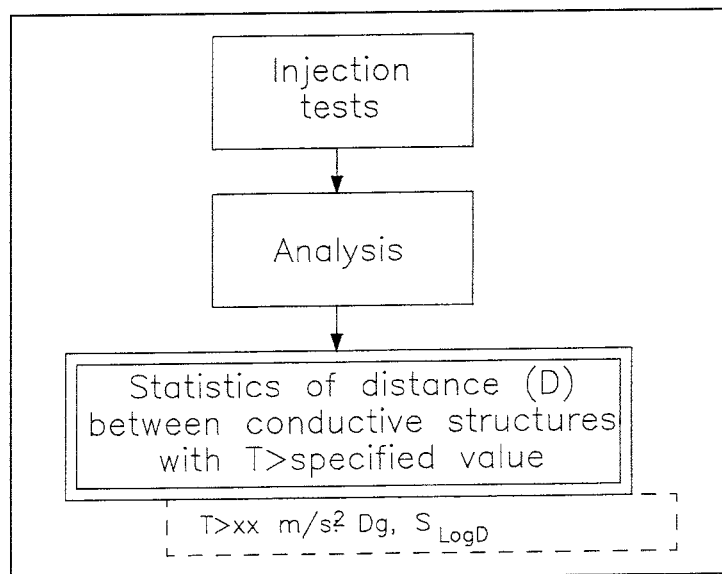 Injection
tests
Analysis
Statistics of distance (D)
between conductive structures
with T>specified value
T>xx m/s² Dg, S LogD